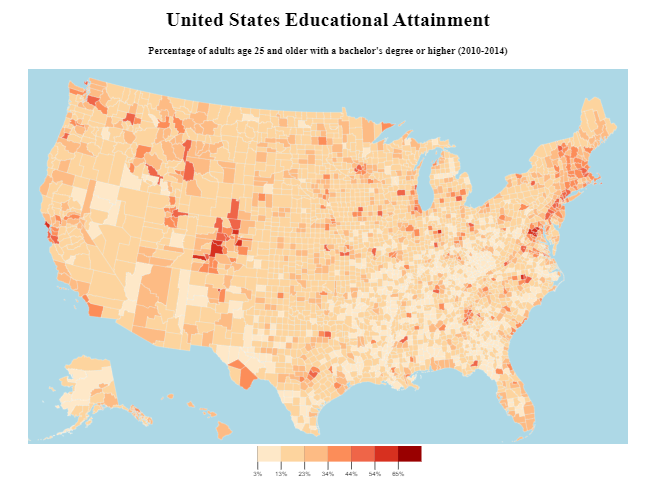 United States Educational Attainment
Percentage of adults age 25 and older with a bachelor's degree or higher (2010-2014)
3% 13% 23% 34% 44% 54% 65%